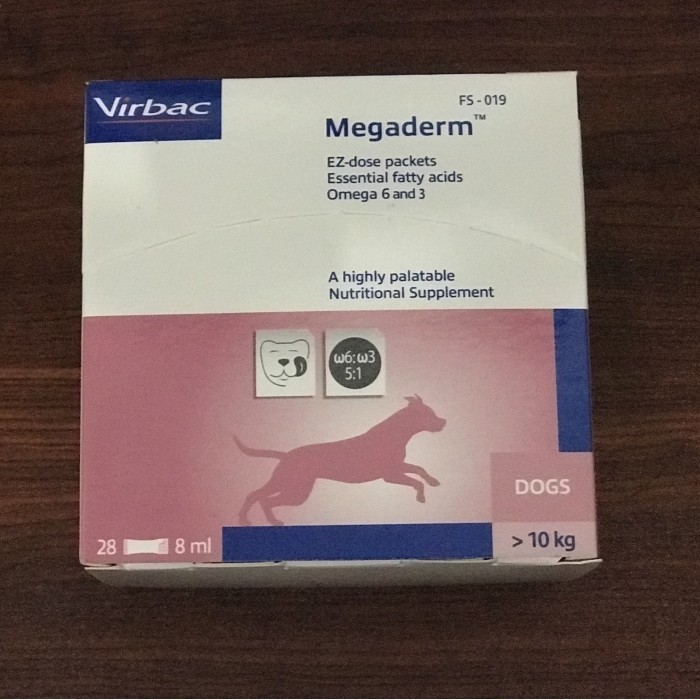 Virbac
FS - 019
Megaderm™
EZ-dose packets
Essential fatty acids
Omega 6 and 3
A highly palatable
Nutritional Supplement
ω6:ω3
5:1
DOGS
> 10 kg
28 8 ml